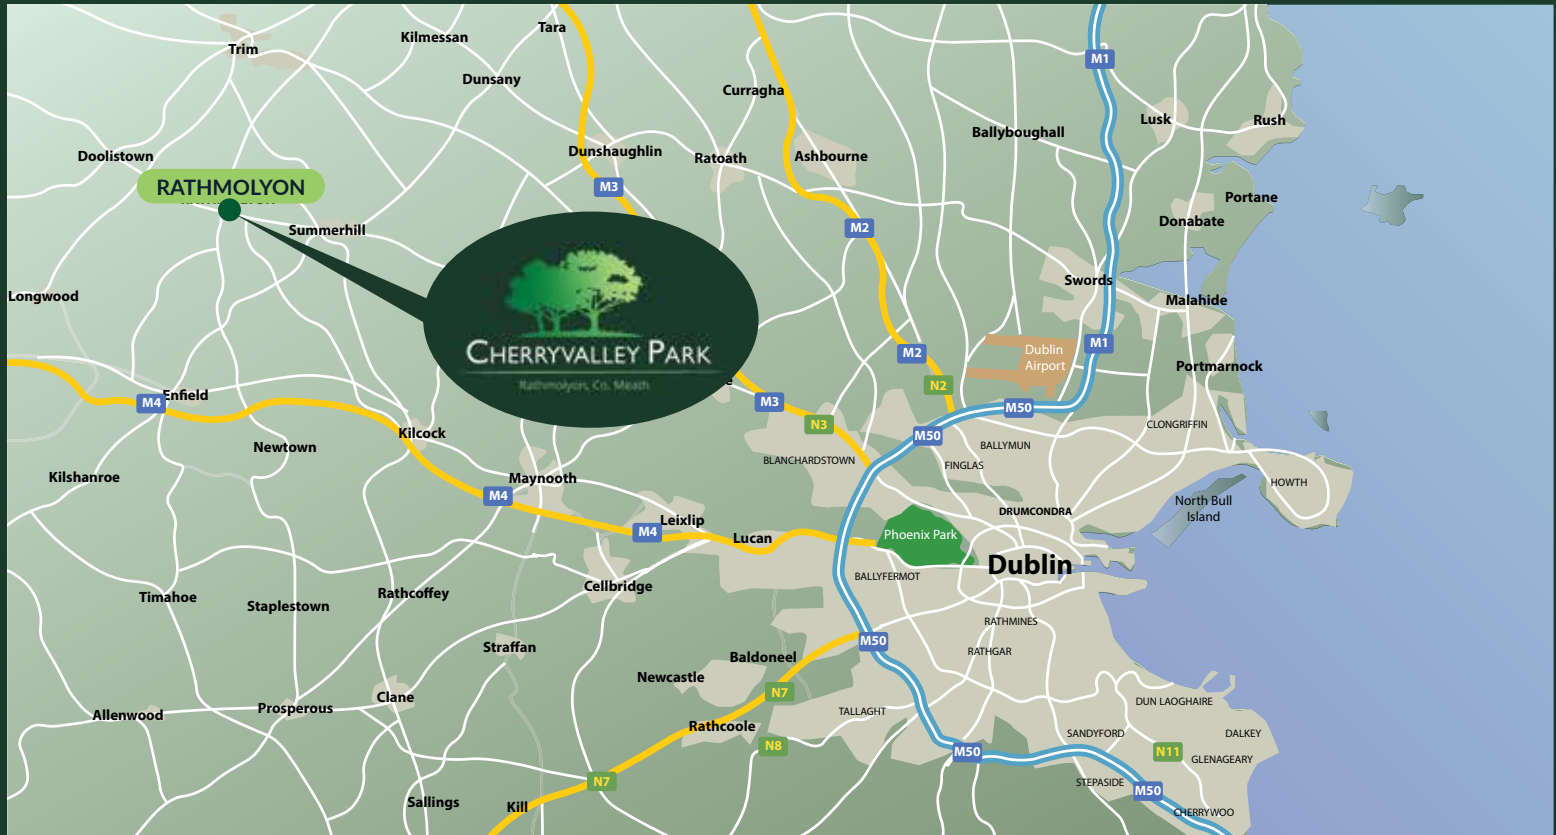 Tara
Kilmessan
Trim
M1
Dunsany
Curragha
Lusk
Rush
Ballyboughall
Doolistown
Dunshaughlin
Ratoath
Ashbourne
RATHMOLYON
M3
Portane
Donabate
M2
Summerhill
Swords
Longwood
Malahide
CHERRYVALLEY PARK
Rathmolyon, Co. Meath
M2
Dublin
Airport
M1
Portmarnock
N2
M4
Enfield
M3
N3
M50
CLONGRIFFIN
Kilcock
M50
BALLYMUN
Newtown
BLANCHARDSTOWN
FINGLAS
Kilshanroe
Maynooth
HOWTH
M4
North Bull
Island
DRUMCONDRA
Leixlip
M4
Lucan
Phoenix Park
Dublin
BALLYFERMOT
Cellbridge
Timahoe
Rathcoffey
Staplestown
RATHMINES
M50
Straffan
RATHGAR
Baldoneel
Newcastle
N7
Clane
DUN LAOGHAIRE
Prosperous
Allenwood
TALLAGHT
Rathcoole
SANDYFORD
DALKEY
N8
M50
N11
GLENAGEARY
N7
STEPASIDE
M50
Sallings
Kill
CHERRYWOO